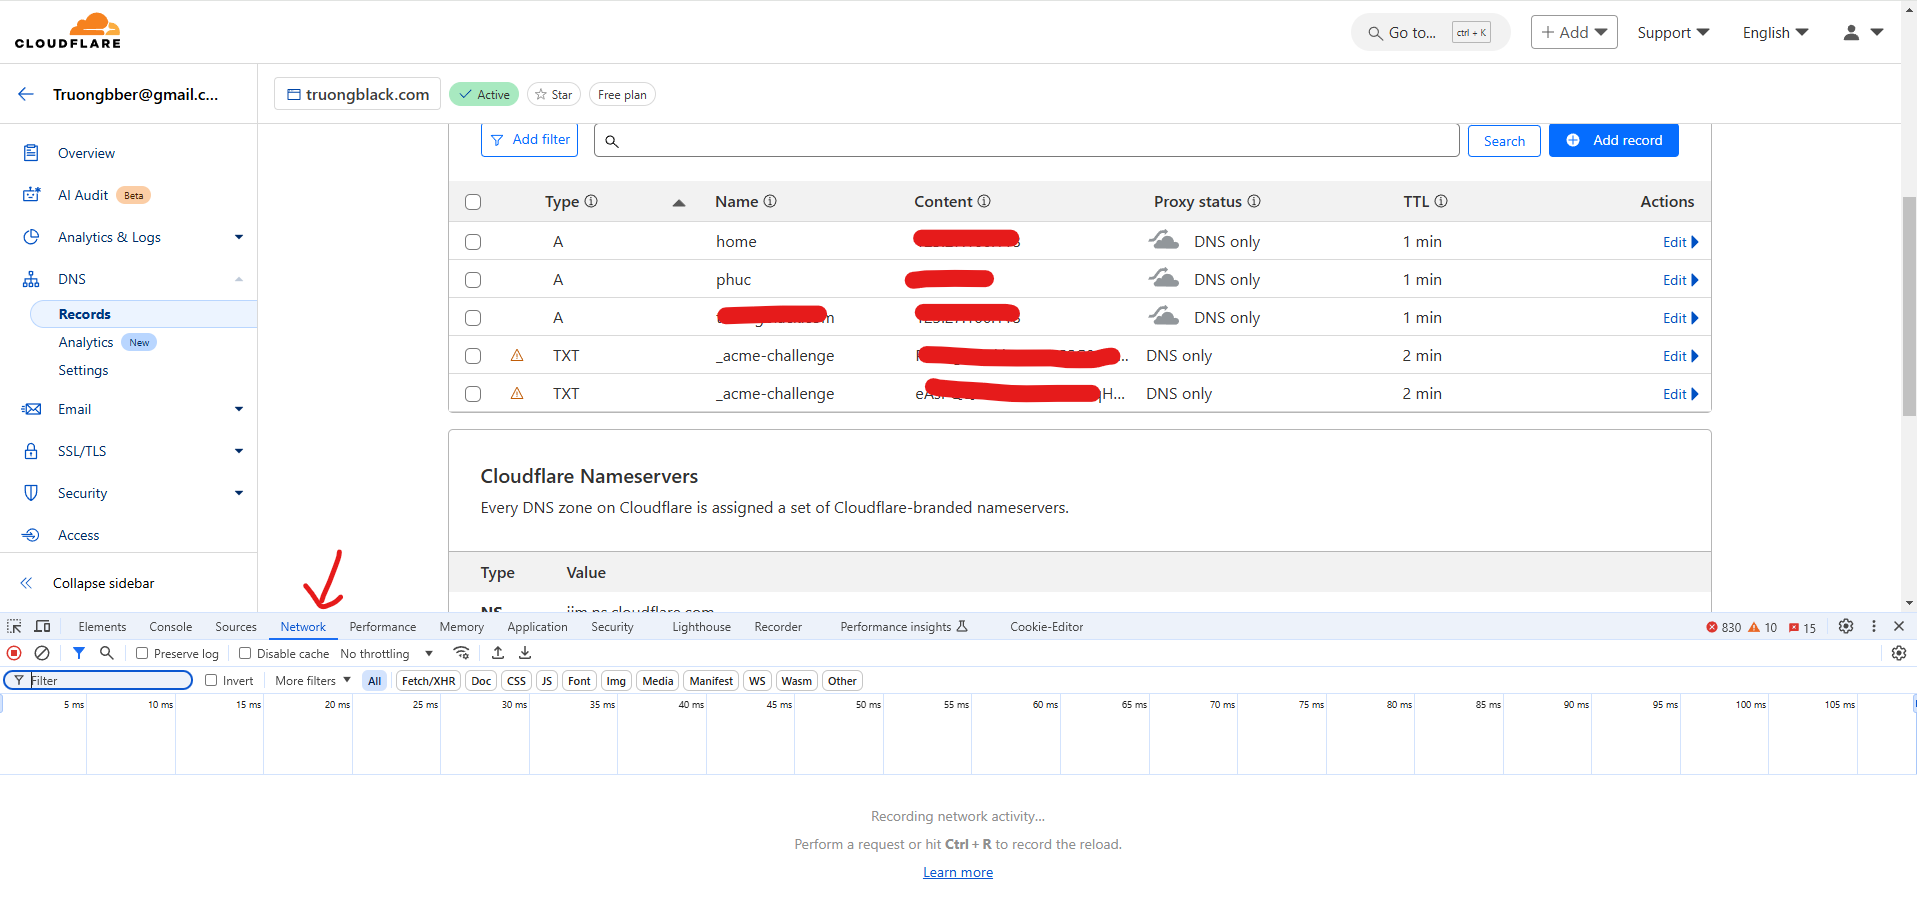 CLOUDFLARE
Go to... ctrl + K
+ Add
Support
English
Truongbber@gmail.c...
truongblack.com
Active
Star
Free plan
Overview
AI Audit Beta
Analytics & Logs
DNS
Records
Analytics New
Settings
Email
SSL/TLS
Security
Access
Collapse sidebar
Add filter
Search
Add record
Type Name Content Proxy status TTL Actions
A home DNS only 1 min Edit
A phuc DNS only 1 min Edit
A DNS only 1 min Edit
TXT _acme-challenge ... DNS only 2 min Edit
TXT _acme-challenge qH... DNS only 2 min Edit
Cloudflare Nameservers
Every DNS zone on Cloudflare is assigned a set of Cloudflare-branded nameservers.
Type Value
NS jim.ns.cloudflare.com
Elements Console Sources Network Performance Memory Application Security Lighthouse Recorder Performance insights Cookie-Editor 830 10 15
Preserve log Disable cache No throttling
Filter Invert More filters All Fetch/XHR Doc CSS JS Font Img Media Manifest WS Wasm Other
5 ms 10 ms 15 ms 20 ms 25 ms 30 ms 35 ms 40 ms 45 ms 50 ms 55 ms 60 ms 65 ms 70 ms 75 ms 80 ms 85 ms 90 ms 95 ms 100 ms 105 ms
Recording network activity...
Perform a request or hit Ctrl + R to record the reload.
Learn more